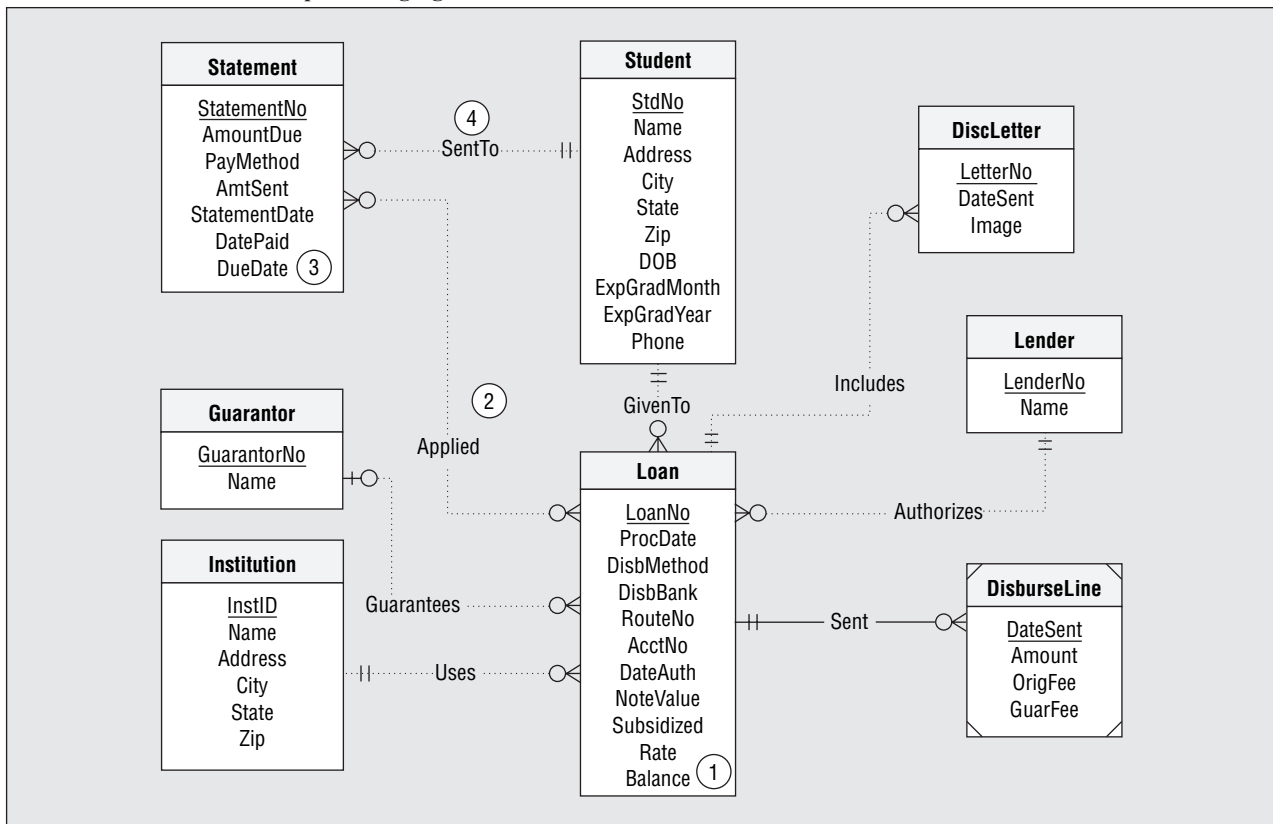 Statement
StatementNo
AmountDue
PayMethod
AmtSent
StatementDate
DatePaid
DueDate
3
4
SentTo
Student
StdNo
Name
Address
City
State
Zip
DOB
ExpGradMonth
ExpGradYear
Phone
DiscLetter
LetterNo
DateSent
Image
Includes
Lender
LenderNo
Name
GivenTo
2
Applied
Guarantor
GuarantorNo
Name
Guarantees
Institution
InstID
Name
Address
City
State
Zip
Uses
Loan
LoanNo
ProcDate
DisbMethod
DisbBank
RouteNo
AcctNo
DateAuth
NoteValue
Subsidized
Rate
Balance
1
Authorizes
Sent
DisburseLine
DateSent
Amount
OrigFee
GuarFee